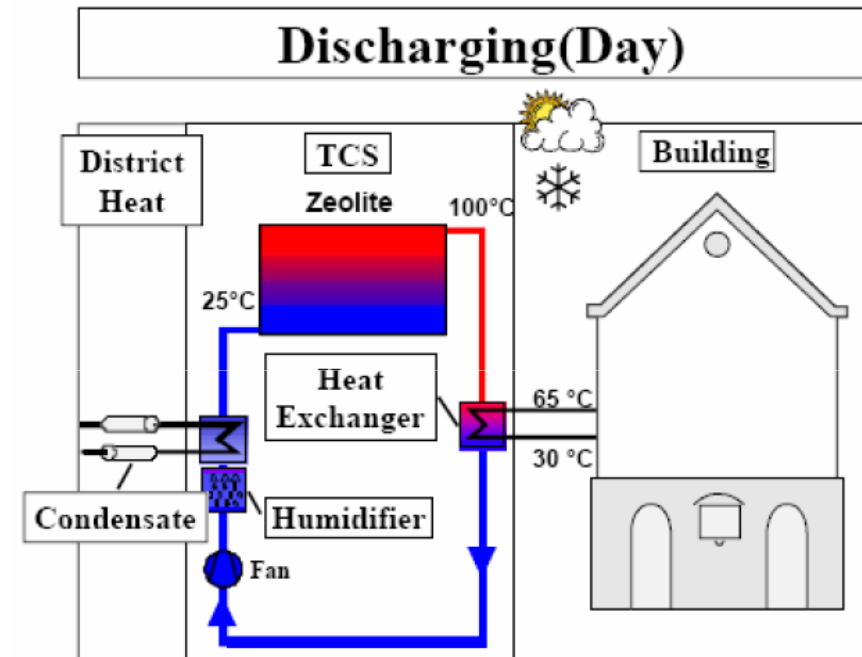 Discharging(Day)
District
Heat
TCS
Zeolite
100°C
Building
25°C
Heat
Exchanger
65 °C
30 °C
Condensate
Humidifier
Fan